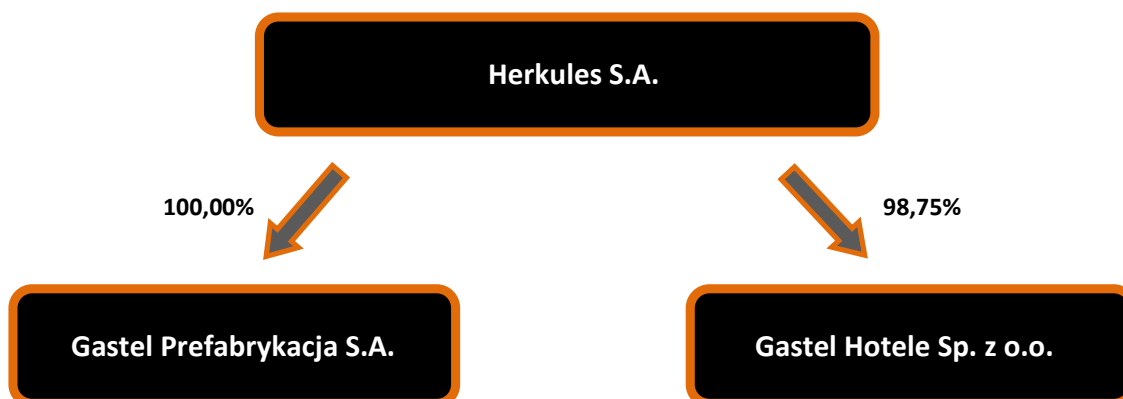 Herkules S.A.
100,00%
98,75%
Gastel Prefabrykacja S.A.
Gastel Hotele Sp. z o.o.